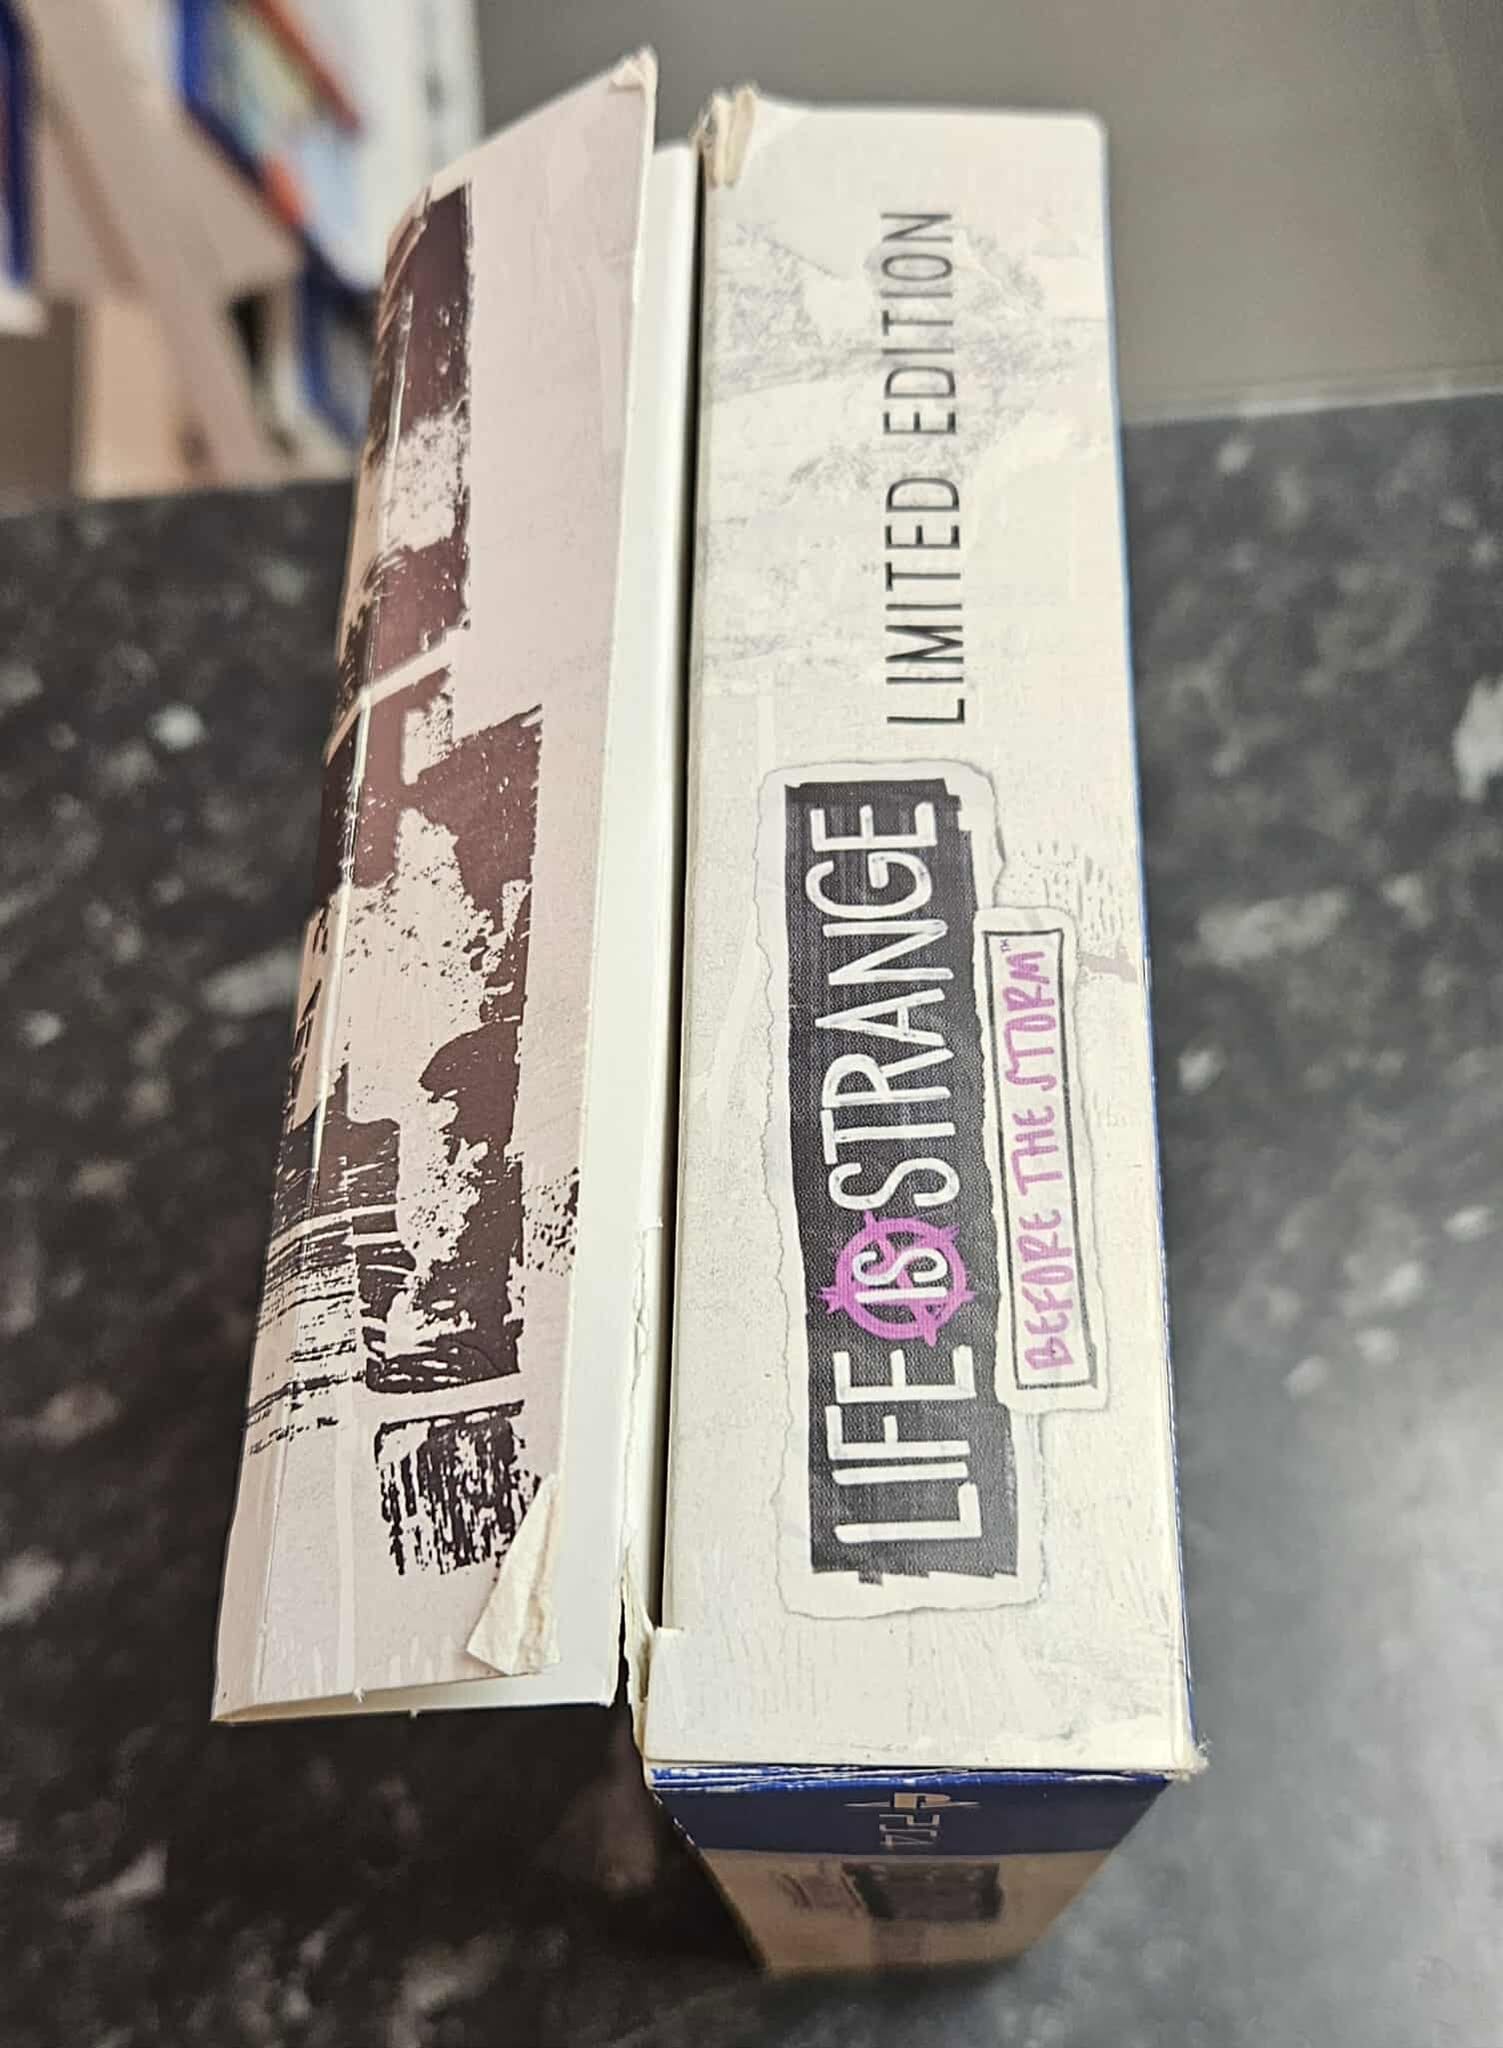 LIMITED EDITION
LIFE IS STRANGE
BEFORE THE STORM™
PS4